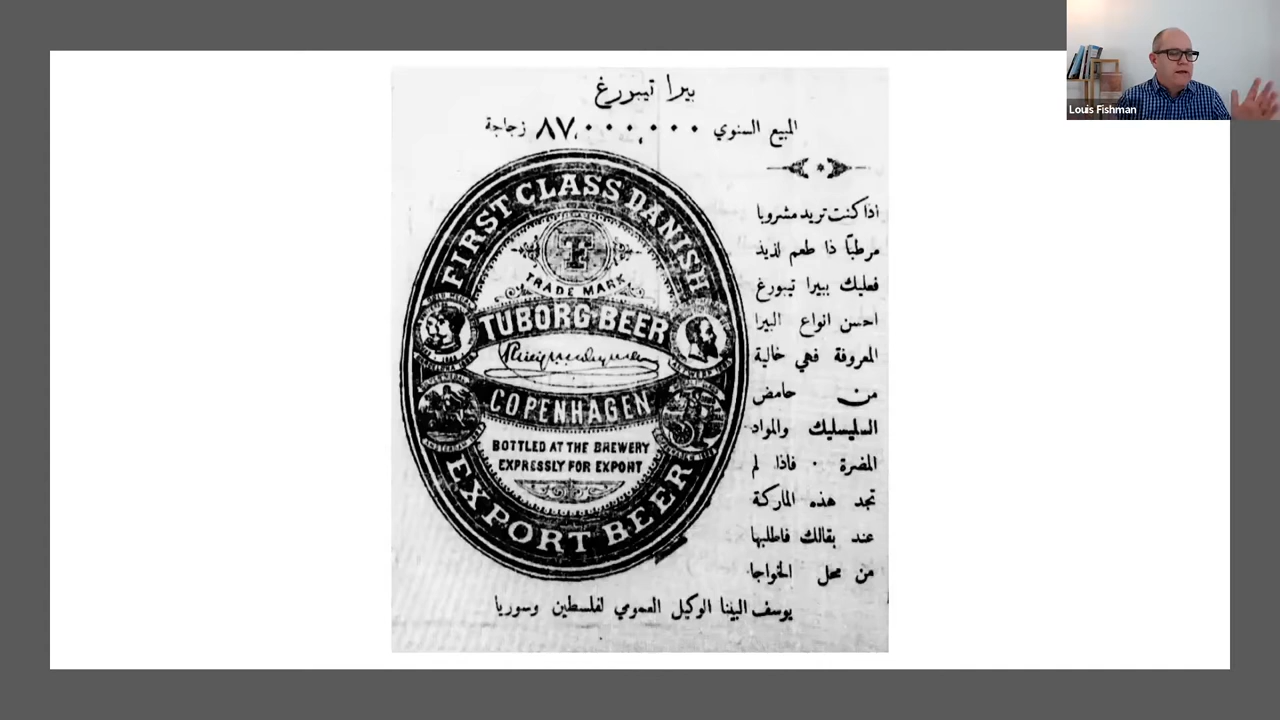 Louis Fishman
بيرا تيبورغ
المبيع السنوي ٨٧،٠٠٠،٠٠٠ زجاجة
اذا كنت تريد مشروبا
مرطبّا ذا طعم لذيذ
فعليك ببيرا تيبورغ
احسن انواع البيرا
المعروفة فهي خالية
من حامض
السليسليك والمواد
المضرة ٠ فاذا لم
تجد هذه الماركة
عند بقالك فاطلبها
من محل الخواجا
يوسف البينا الوكيل العمومي لفلسطين وسوريا
FIRST CLASS DANISH
T
TRADE MARK
TUBORG BEER
COPENHAGEN
BOTTLED AT THE BREWERY
EXPRESSLY FOR EXPORT
EXPORT BEER